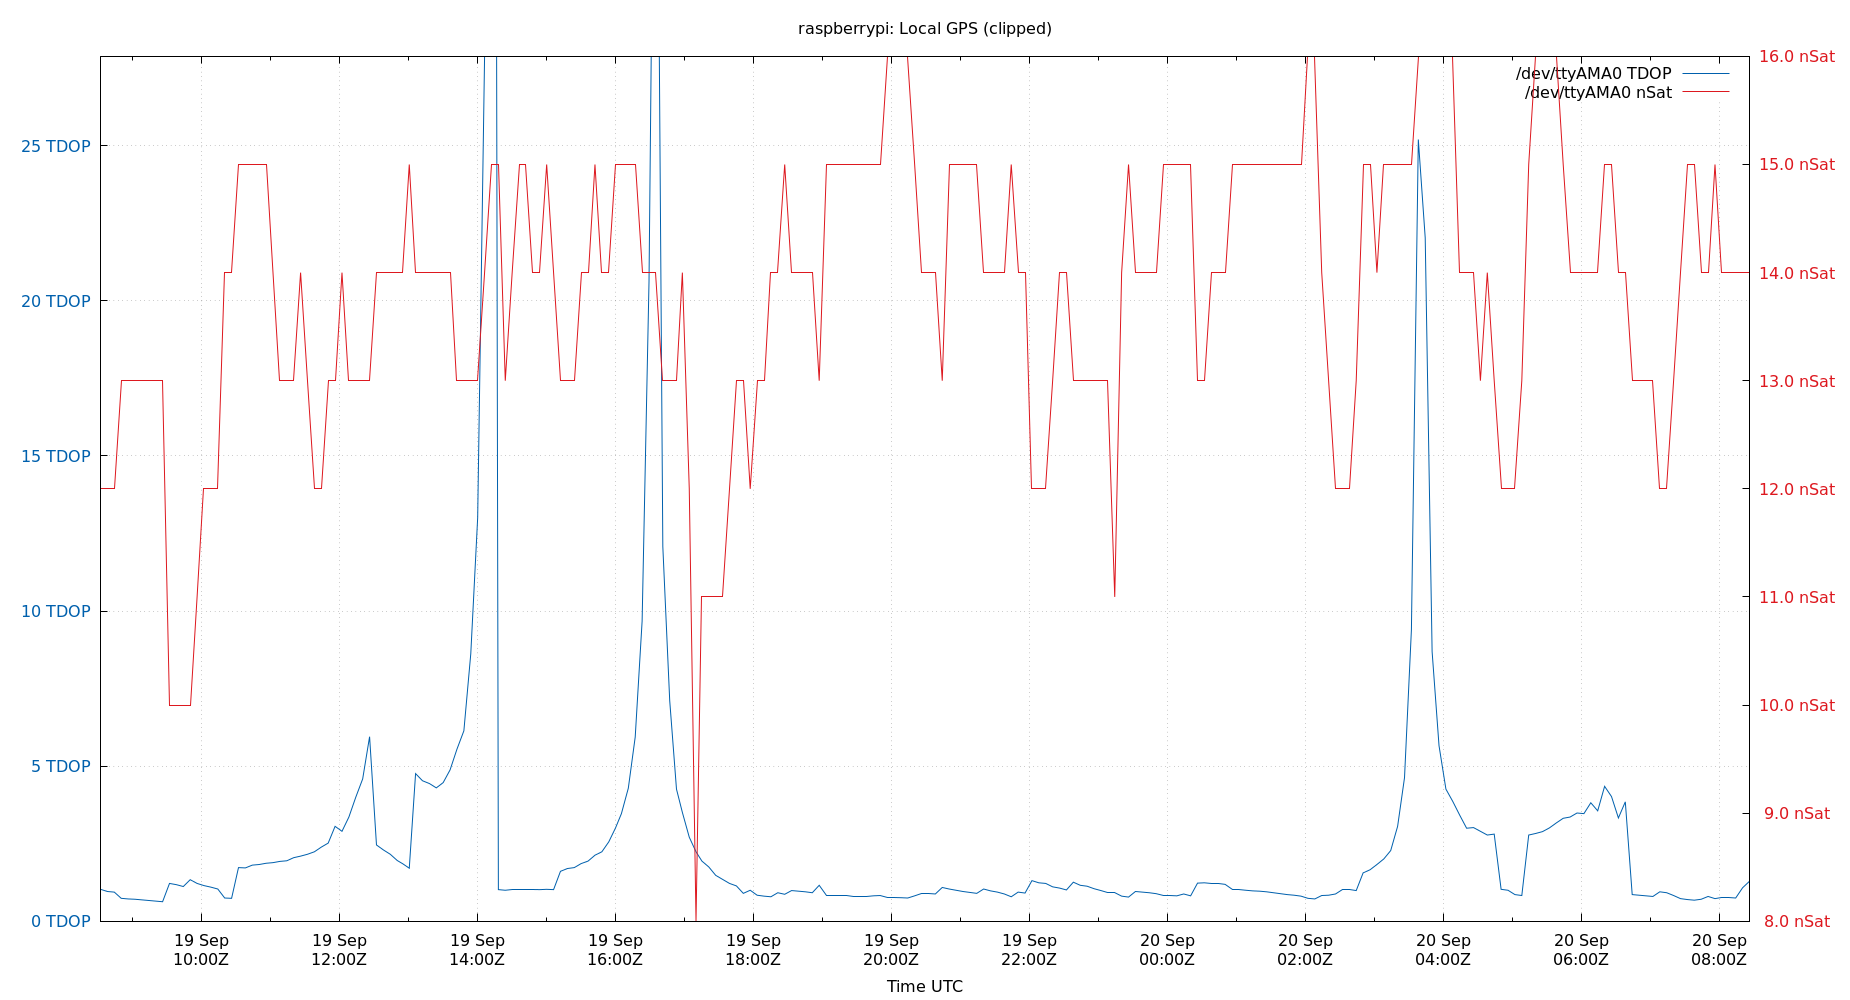 raspberrypi: Local GPS (clipped)
/dev/ttyAMA0 TDOP
/dev/ttyAMA0 nSat
25 TDOP
20 TDOP
15 TDOP
10 TDOP
5 TDOP
0 TDOP
16.0 nSat
15.0 nSat
14.0 nSat
13.0 nSat
12.0 nSat
11.0 nSat
10.0 nSat
9.0 nSat
8.0 nSat
19 Sep
10:00Z
19 Sep
12:00Z
19 Sep
14:00Z
19 Sep
16:00Z
19 Sep
18:00Z
19 Sep
20:00Z
19 Sep
22:00Z
20 Sep
00:00Z
20 Sep
02:00Z
20 Sep
04:00Z
20 Sep
06:00Z
20 Sep
08:00Z
Time UTC